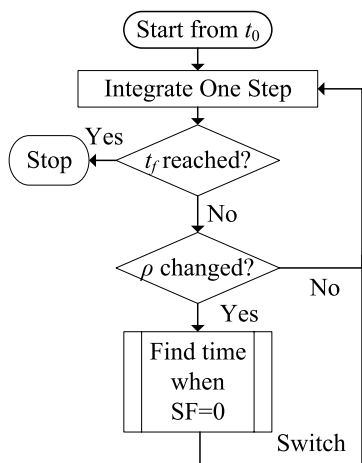 Start from t0
Integrate One Step
Yes
Stop
tf reached?
No
ρ changed?
No
Yes
Find time
when
SF=0
Switch